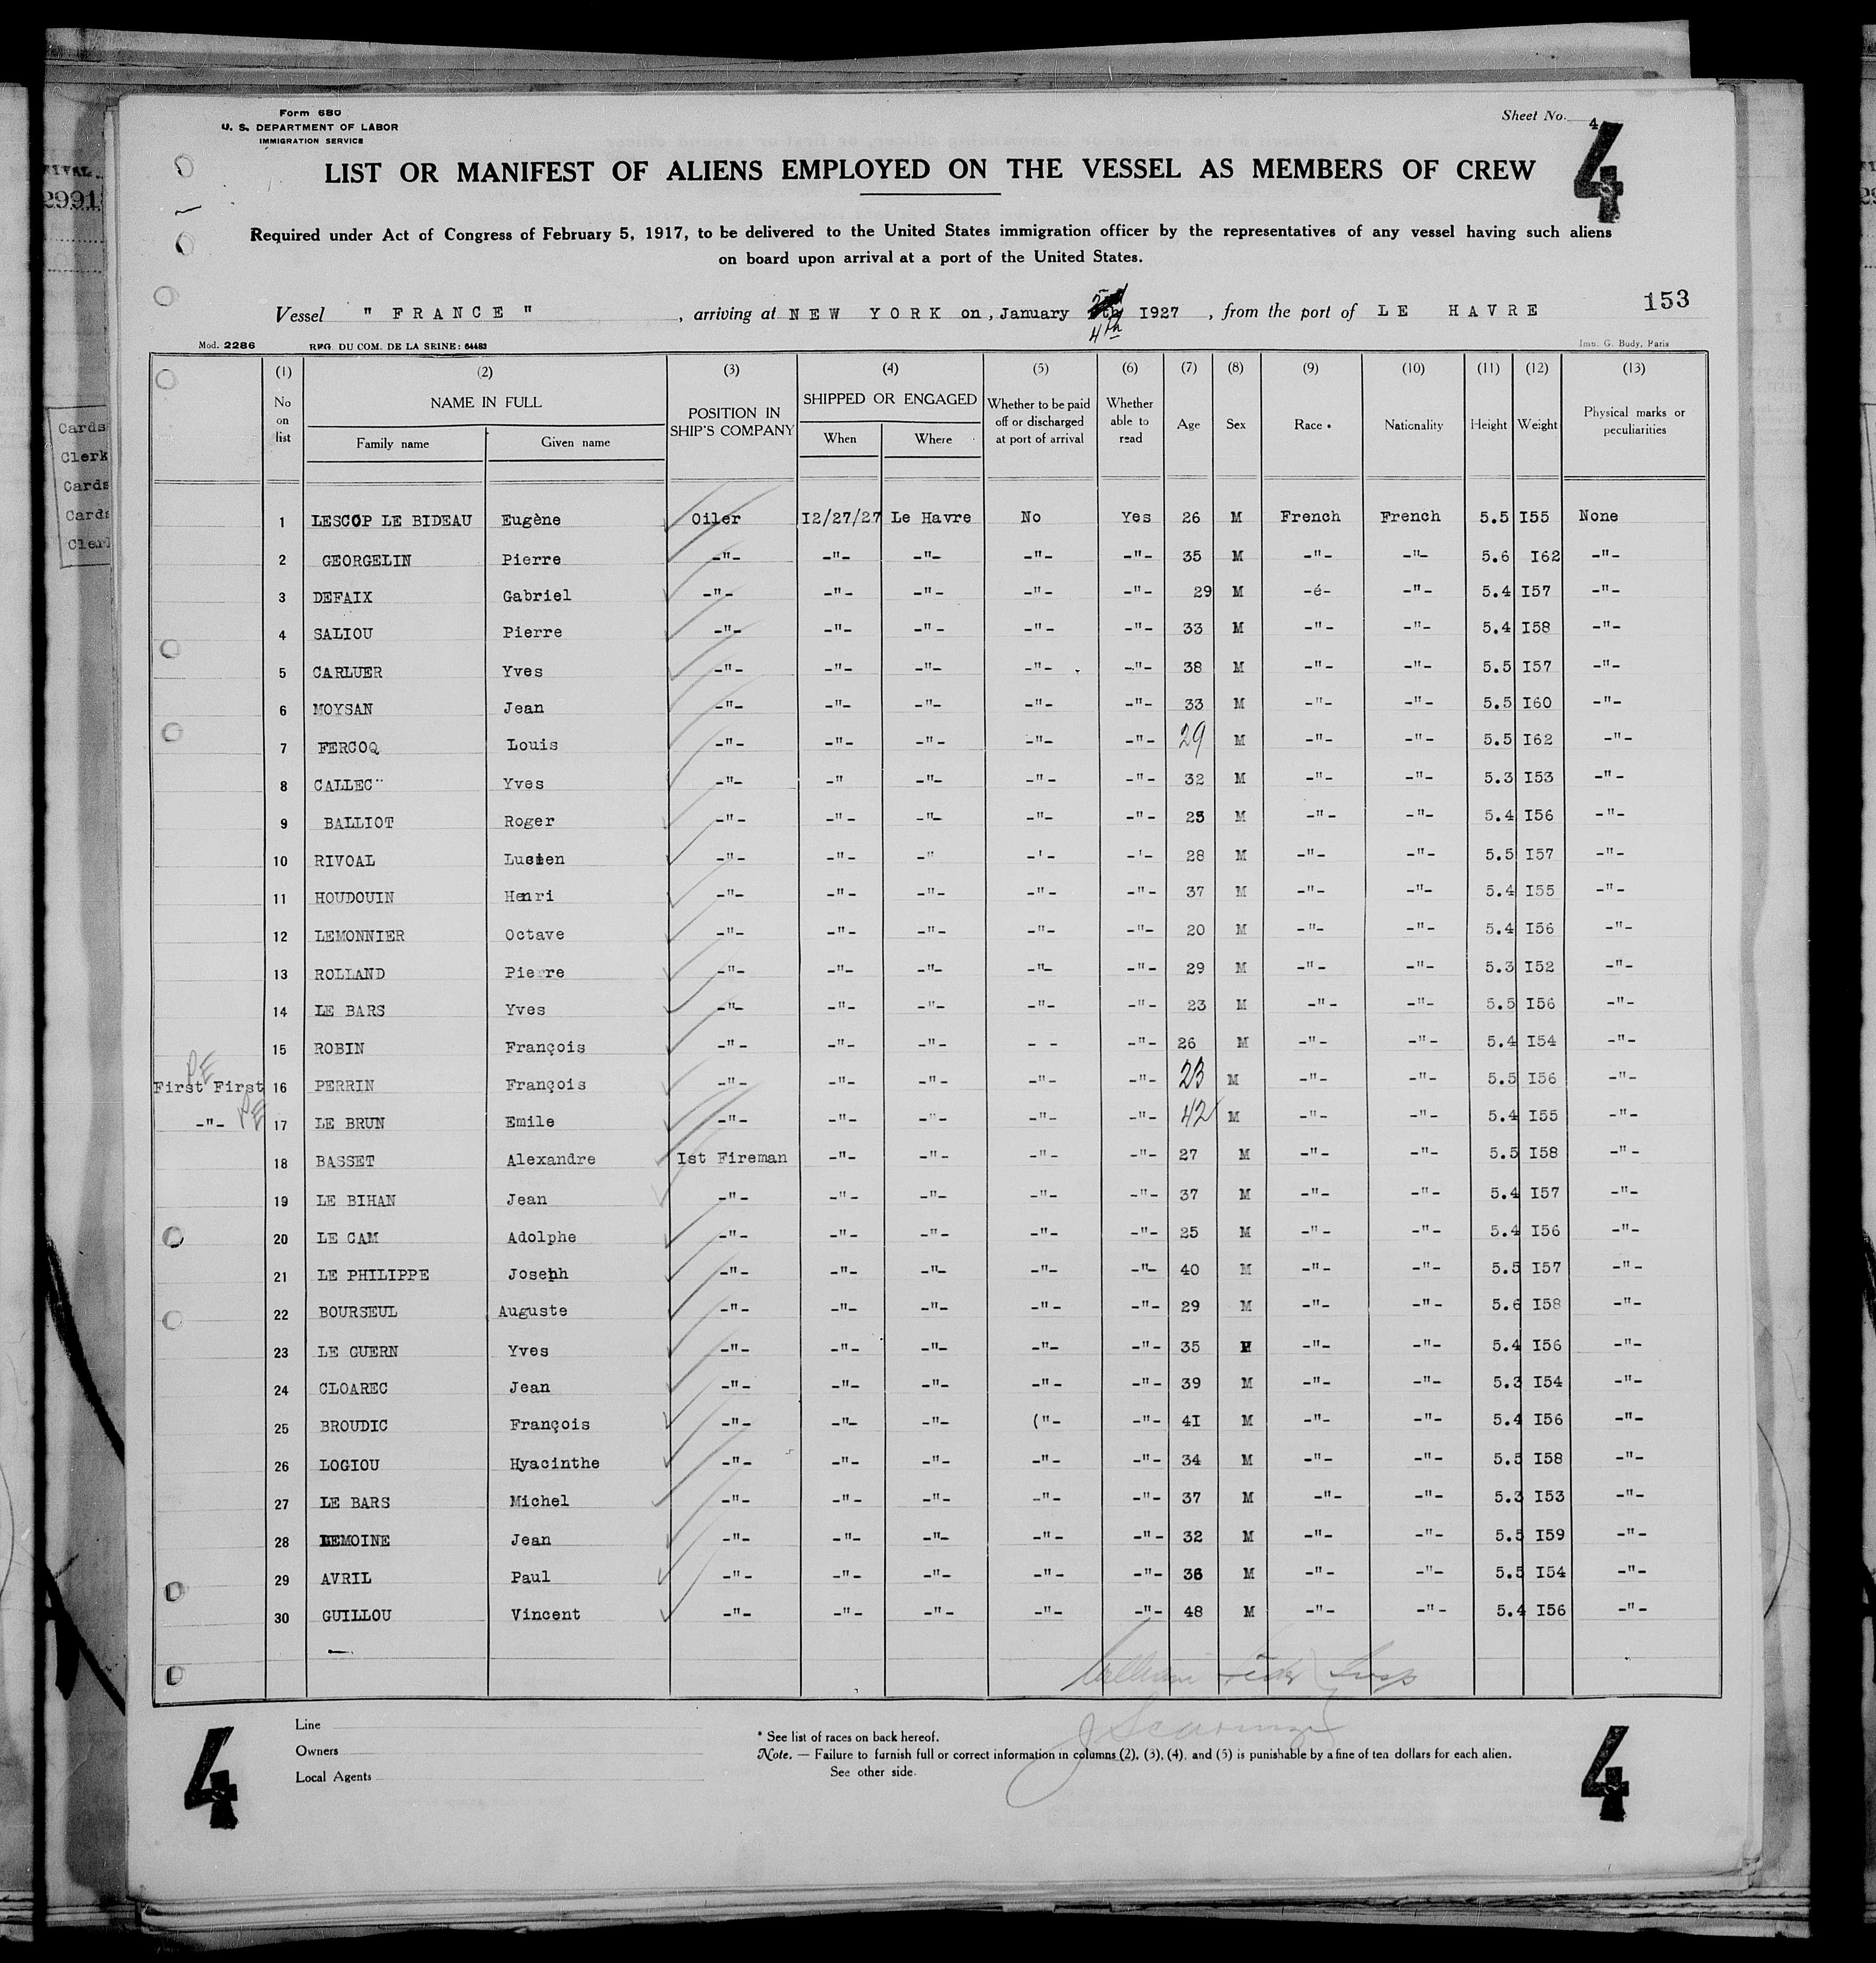 Form 680
U. S. DEPARTMENT OF LABOR
IMMIGRATION SERVICE
Sheet No. 4
4
LIST OR MANIFEST OF ALIENS EMPLOYED ON THE VESSEL AS MEMBERS OF CREW
Required under Act of Congress of February 5, 1917, to be delivered to the United States immigration officer by the representatives of any vessel having such aliens
on board upon arrival at a port of the United States.
Vessel " FRANCE " , arriving at NEW YORK on, January 4th I927 , from the port of LE HAVRE 153
Mod. 2286 REG. DU COM. DE LA SEINE: 64483 Imp. G. Budy, Paris
(1) (2) (3) (4) (5) (6) (7) (8) (9) (10) (11) (12) (13)
No on list NAME IN FULL Family name Given name POSITION IN SHIP'S COMPANY SHIPPED OR ENGAGED When Where Whether to be paid off or discharged at port of arrival Whether able to read Age Sex Race * Nationality Height Weight Physical marks or peculiarities
1 LESCOP LE BIDEAU Eugène Oiler I2/27/27 Le Havre No Yes 26 M French French 5.5 I55 None
2 GEORGELIN Pierre -"- -"- -"- -"- -"- 35 M -"- -"- 5.6 I62 -"-
3 DEFAIX Gabriel -"- -"- -"- -"- -"- 29 M -é- -"- 5.4 I57 -"-
4 SALIOU Pierre -"- -"- -"- -"- -"- 33 M -"- -"- 5.4 I58 -"-
5 CARLUER Yves -"- -"- -"- -"- -"- 38 M -"- -"- 5.5 I57 -"-
6 MOYSAN Jean -"- -"- -"- -"- -"- 33 M -"- -"- 5.5 I60 -"-
7 FERCOQ Louis -"- -"- -"- -"- -"- 29 M -"- -"- 5.5 I62 -"-
8 CALLEC" Yves -"- -" -"- -"- -"- 32 M -"- -"- 5.3 I53 -"-
9 BALLIOT Roger -"- -"- -"- -"- -"- 25 M -"- -"- 5.4 I56 -"-
10 RIVOAL Lucien -"- -"- -" -'- -'- 28 M -"- -"- 5.5 I57 -"-
11 HOUDOUIN Henri -"- -"- -"- -"- -"- 37 M -"- -"- 5.4 I55 -"-
12 LEMONNIER Octave -"- -"- -"- -"- -"- 20 M -"- -"- 5.4 I56 -"-
13 ROLLAND Pierre -"- -"- -"- -"- -"- 29 M -"- -"- 5.3 I52 -"-
14 LE BARS Yves -"- -"- -"- -"- -"- 23 M -"- -"- 5.5 I56 -"-
15 ROBIN François -"- -"- -"- - - -"- 26 M -"- -"- 5.4 I54 -"-
First First PE 16 PERRIN François -"- -"- -"- -"- -"- 23 M -"- -"- 5.5 I56 -"-
-"- PE 17 LE BRUN Emile -"- -"- -"- -"- -"- 42 M -"- -"- 5.4 I55 -"-
18 BASSET Alexandre Ist Fireman -"- -"- -"- -"- 27 M -"- -"- 5.5 I58 -"-
19 LE BIHAN Jean -"- -"- -"- -"- -"- 37 M -"- -"- 5.4 I57 -"-
20 LE CAM Adolphe -"- -"- -"- -"- -"- 25 M -"- -"- 5.4 I56 -"-
21 LE PHILIPPE Joseph -"- -"- -"- -"- -"- 40 M -"- -"- 5.5 I57 -"-
22 BOURSEUL Auguste -"- -"- -"- -"- -"- 29 M -"- -"- 5.6 I58 -"-
23 LE GUERN Yves -"- -"- -"- -"- -"- 35 M -"- -"- 5.4 I56 -"-
24 CLOAREC Jean -"- -"- -"- -"- -"- 39 M -"- -"- 5.3 I54 -"-
25 BROUDIC François -"- -"- -"- ("- -"- 4I M -"- -"- 5.4 I56 -"-
26 LOGIOU Hyacinthe -"- -"- -"- -"- -"- 34 M -"- -"- 5.5 I58 -"-
27 LE BARS Michel -"- -"- -"- -"- -"- 37 M -"- -"- 5.3 I53 -"-
28 LEMOINE Jean -"- -"- -"- -"- -"- 32 M -"- -"- 5.5 I59 -"-
29 AVRIL Paul -"- -"- -"- -"- -"- 36 M -"- -"- 5.5 I54 -"-
30 GUILLOU Vincent -"- -"- -"- -"- -"- 48 M -"- -"- 5.4 I56 -"-
Line
Owners
Local Agents
* See list of races on back hereof.
Note. — Failure to furnish full or correct information in columns (2), (3), (4), and (5) is punishable by a fine of ten dollars for each alien.
See other side.
4
4
2991
Cards
Clerk
Cards
Cards
Clerk